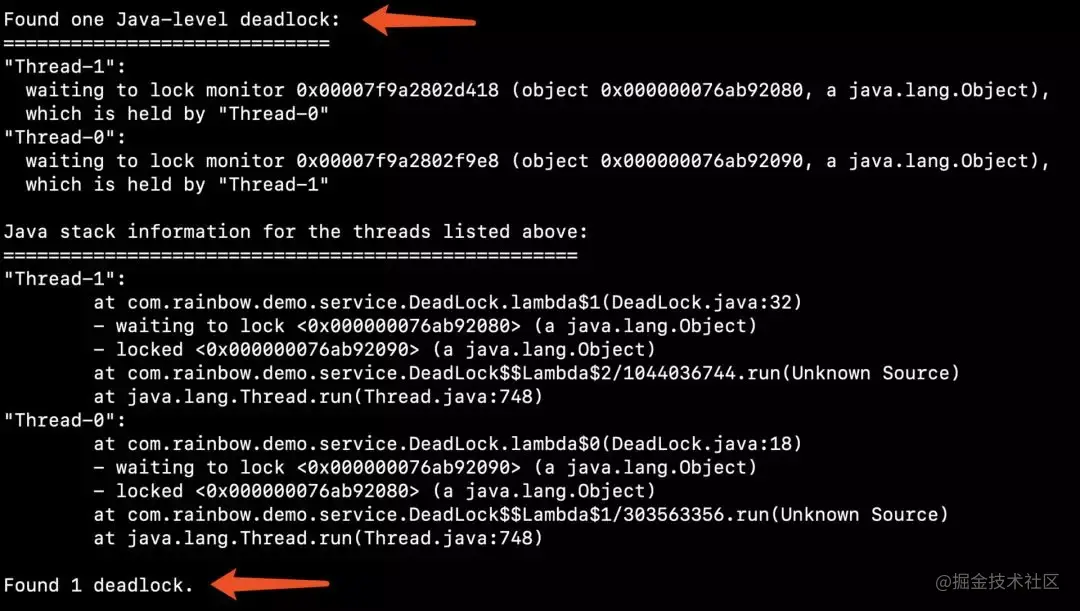 Found one Java-level deadlock:
=============================
"Thread-1":
  waiting to lock monitor 0x00007f9a2802d418 (object 0x000000076ab92080, a java.lang.Object),
  which is held by "Thread-0"
"Thread-0":
  waiting to lock monitor 0x00007f9a2802f9e8 (object 0x000000076ab92090, a java.lang.Object),
  which is held by "Thread-1"

Java stack information for the threads listed above:
===================================================
"Thread-1":
        at com.rainbow.demo.service.DeadLock.lambda$1(DeadLock.java:32)
        - waiting to lock <0x000000076ab92080> (a java.lang.Object)
        - locked <0x000000076ab92090> (a java.lang.Object)
        at com.rainbow.demo.service.DeadLock$$Lambda$2/1044036744.run(Unknown Source)
        at java.lang.Thread.run(Thread.java:748)
"Thread-0":
        at com.rainbow.demo.service.DeadLock.lambda$0(DeadLock.java:18)
        - waiting to lock <0x000000076ab92090> (a java.lang.Object)
        - locked <0x000000076ab92080> (a java.lang.Object)
        at com.rainbow.demo.service.DeadLock$$Lambda$1/303563356.run(Unknown Source)
        at java.lang.Thread.run(Thread.java:748)

Found 1 deadlock.
@掘金技术社区